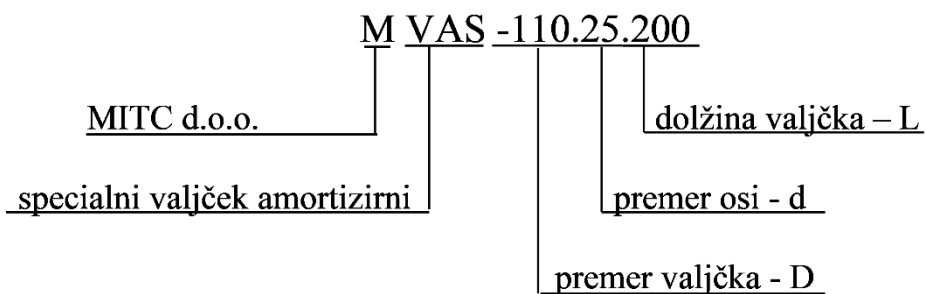 M VAS -110.25.200
MITC d.o.o.
dolžina valjčka – L
specialni valjček amortizirni
premer osi - d
premer valjčka - D